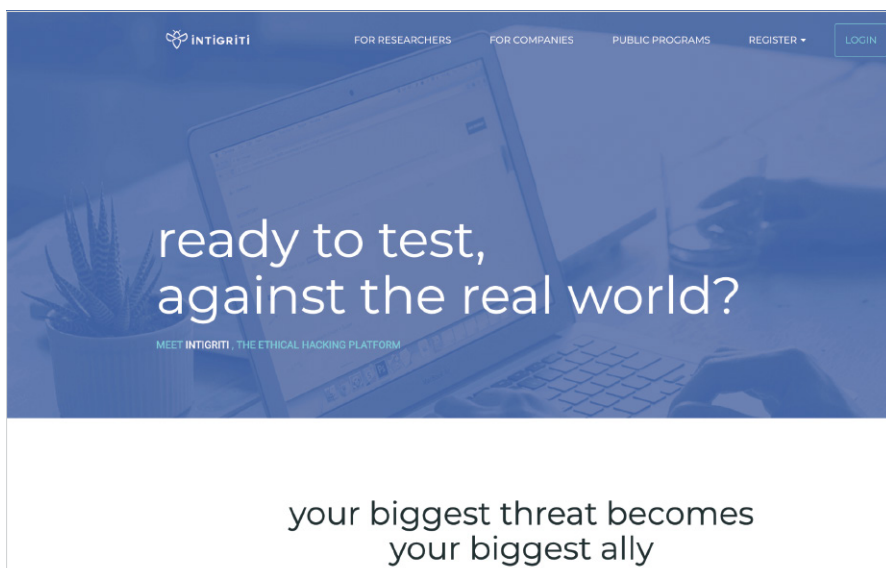 iNTiGRiTi
FOR RESEARCHERS
FOR COMPANIES
PUBLIC PROGRAMS
REGISTER
LOGIN
ready to test,
against the real world?
MEET INTIGRITI , THE ETHICAL HACKING PLATFORM
your biggest threat becomes
your biggest ally